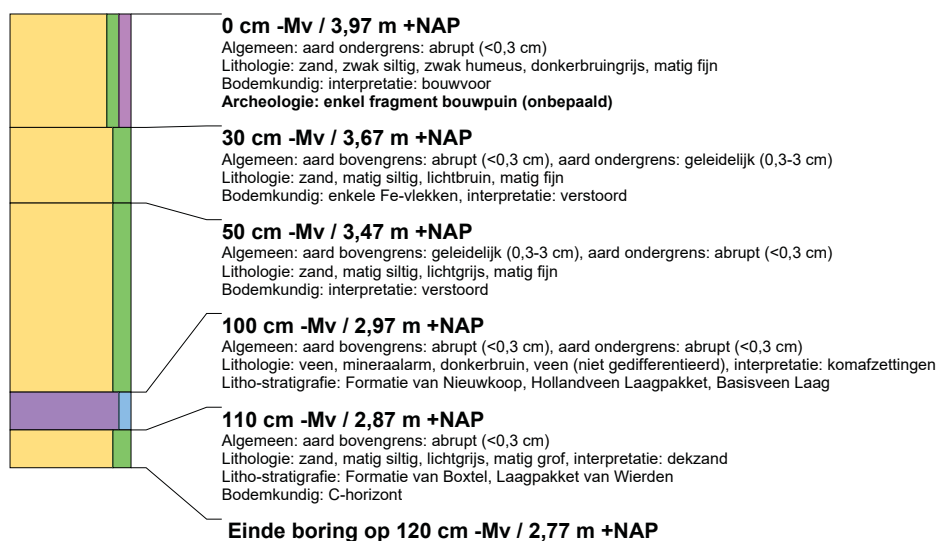 0 cm -Mv / 3,97 m +NAP
Algemeen: aard ondergrens: abrupt (<0,3 cm)
Lithologie: zand, zwak siltig, zwak humeus, donkerbruingrijs, matig fijn
Bodemkundig: interpretatie: bouwvoor
Archeologie: enkel fragment bouwpuin (onbepaald)
30 cm -Mv / 3,67 m +NAP
Algemeen: aard bovengrens: abrupt (<0,3 cm), aard ondergrens: geleidelijk (0,3-3 cm)
Lithologie: zand, matig siltig, lichtbruin, matig fijn
Bodemkundig: enkele Fe-vlekken, interpretatie: verstoord
50 cm -Mv / 3,47 m +NAP
Algemeen: aard bovengrens: geleidelijk (0,3-3 cm), aard ondergrens: abrupt (<0,3 cm)
Lithologie: zand, matig siltig, lichtgrijs, matig fijn
Bodemkundig: interpretatie: verstoord
100 cm -Mv / 2,97 m +NAP
Algemeen: aard bovengrens: abrupt (<0,3 cm), aard ondergrens: abrupt (<0,3 cm)
Lithologie: veen, mineraalarm, donkerbruin, veen (niet gedifferentieerd), interpretatie: komafzettingen
Litho-stratigrafie: Formatie van Nieuwkoop, Hollandveen Laagpakket, Basisveen Laag
110 cm -Mv / 2,87 m +NAP
Algemeen: aard bovengrens: abrupt (<0,3 cm)
Lithologie: zand, matig siltig, lichtgrijs, matig grof, interpretatie: dekzand
Litho-stratigrafie: Formatie van Boxtel, Laagpakket van Wierden
Bodemkundig: C-horizont
Einde boring op 120 cm -Mv / 2,77 m +NAP